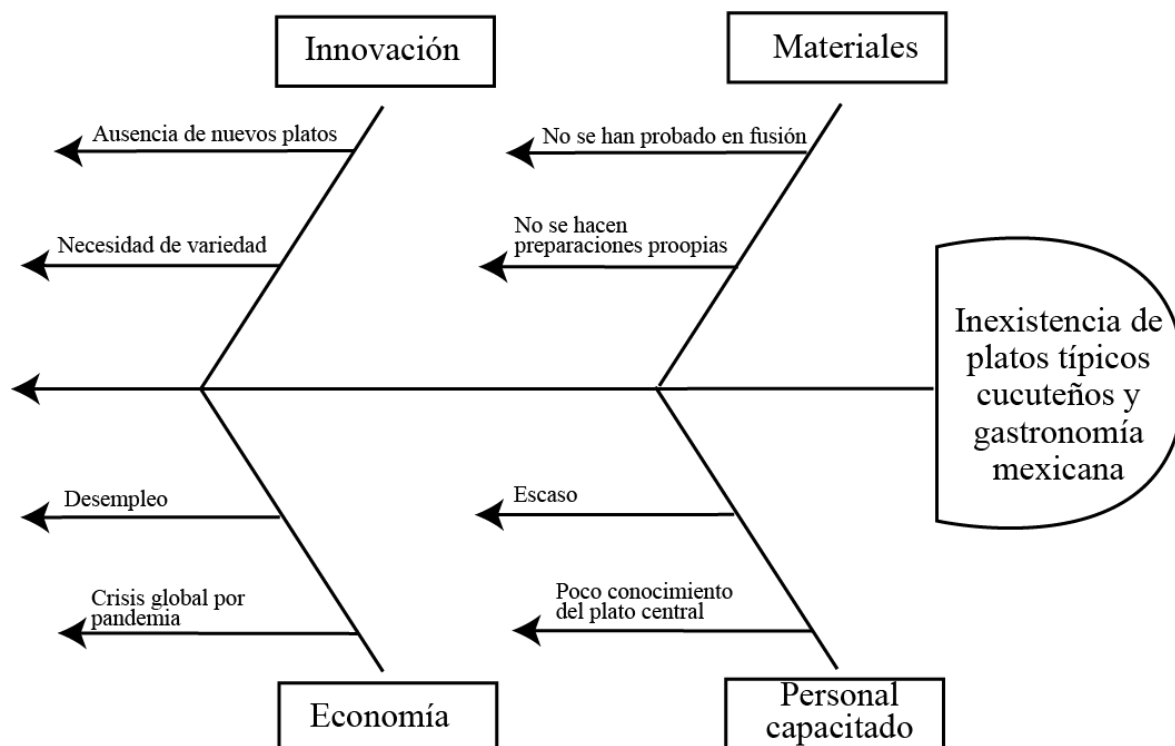 Innovación
Materiales
Ausencia de nuevos platos
No se han probado en fusión
Necesidad de variedad
No se hacen
preparaciones proopias
Inexistencia de
platos típicos
cucuteños y
gastronomía
mexicana
Desempleo
Escaso
Crisis global por
pandemia
Poco conocimiento
del plato central
Economía
Personal
capacitado